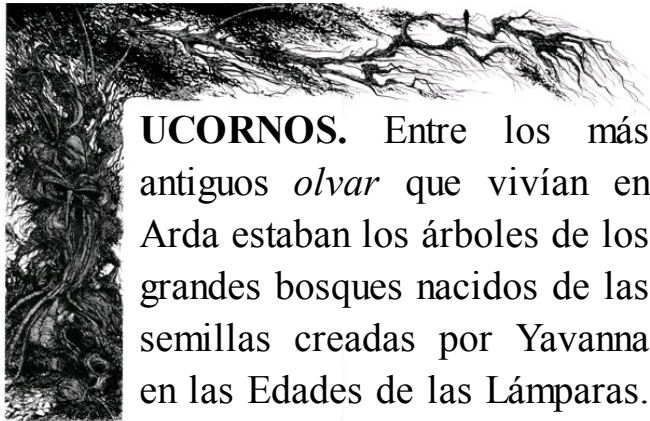 UCORNOS. Entre los más
antiguos olvar que vivían en
Arda estaban los árboles de los
grandes bosques nacidos de las
semillas creadas por Yavanna
en las Edades de las Lámparas.